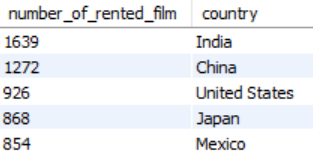 number_of_rented_film country
1639 India
1272 China
926 United States
868 Japan
854 Mexico